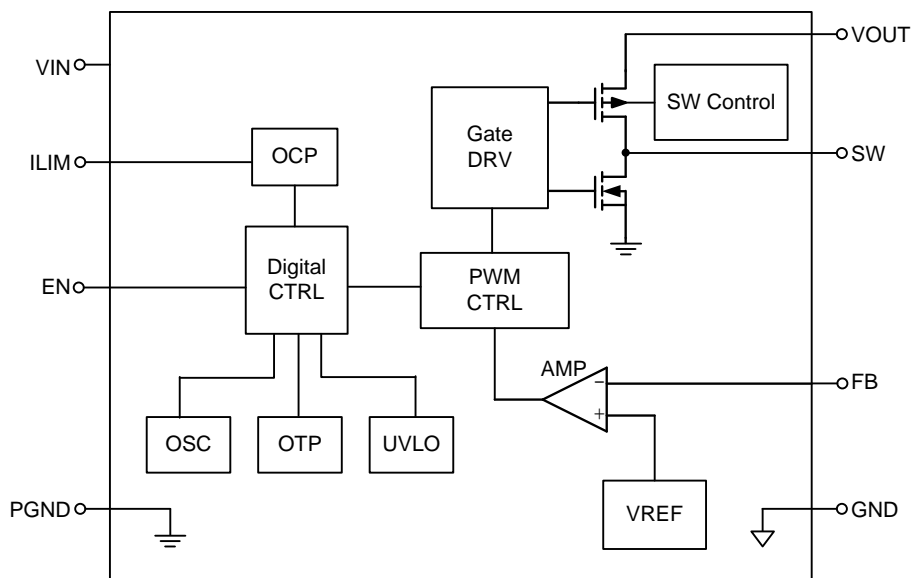 VOUT
VIN
SW Control
Gate
DRV
OCP
ILIM
SW
Digital
CTRL
PWM
CTRL
EN
AMP
−
+
FB
OSC
OTP
UVLO
VREF
PGND
GND